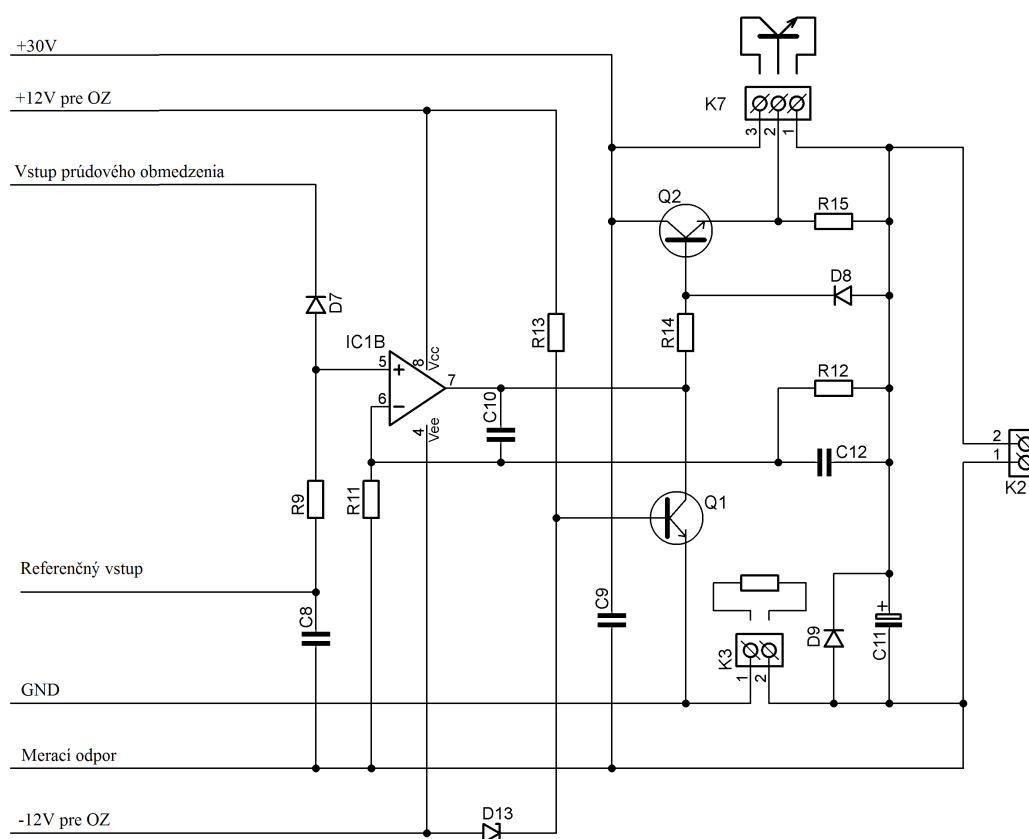 +30V
K7
+12V pre OZ
3
2
1
Vstup prúdového obmedzenia
Q2
R15
D8
D7
R13
R14
IC1B
5
+
8
Vcc
7
R12
6
−
C10
4
Vee
2
C12
1
K2
R9
R11
Q1
Referenčný vstup
C9
+
C8
K3
D9
C11
1
2
GND
Merací odpor
D13
-12V pre OZ